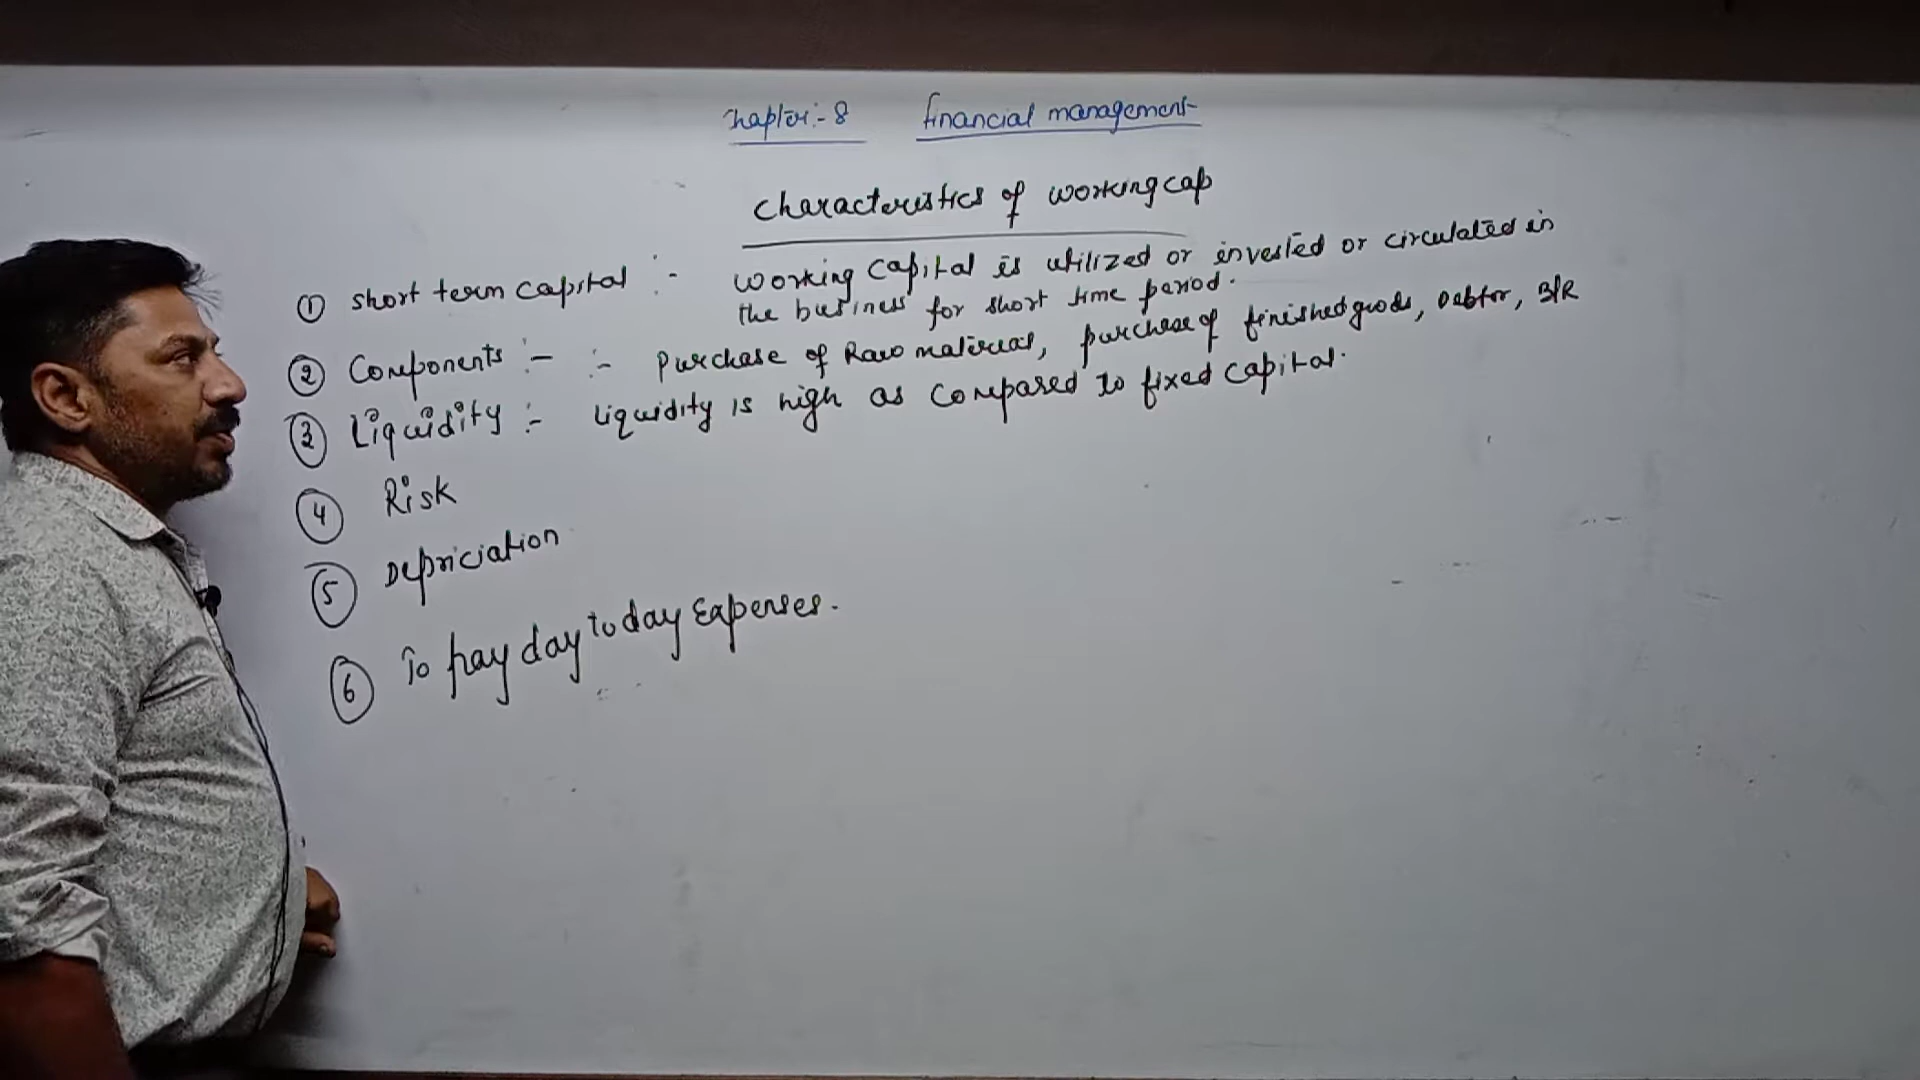 Chapter:- 8 financial management
Characteristics of working cap
① short term capital :- working capital is utilized or invested or circulated in
the business for short time period.
② Components :- :- Purchase of Raw material, purchase of finished goods, Debtor, B/R
③ Liquidity :- Liquidity is high as compared to fixed capital.
④ Risk
⑤ Depriciation
⑥ To pay day to day Expenses.